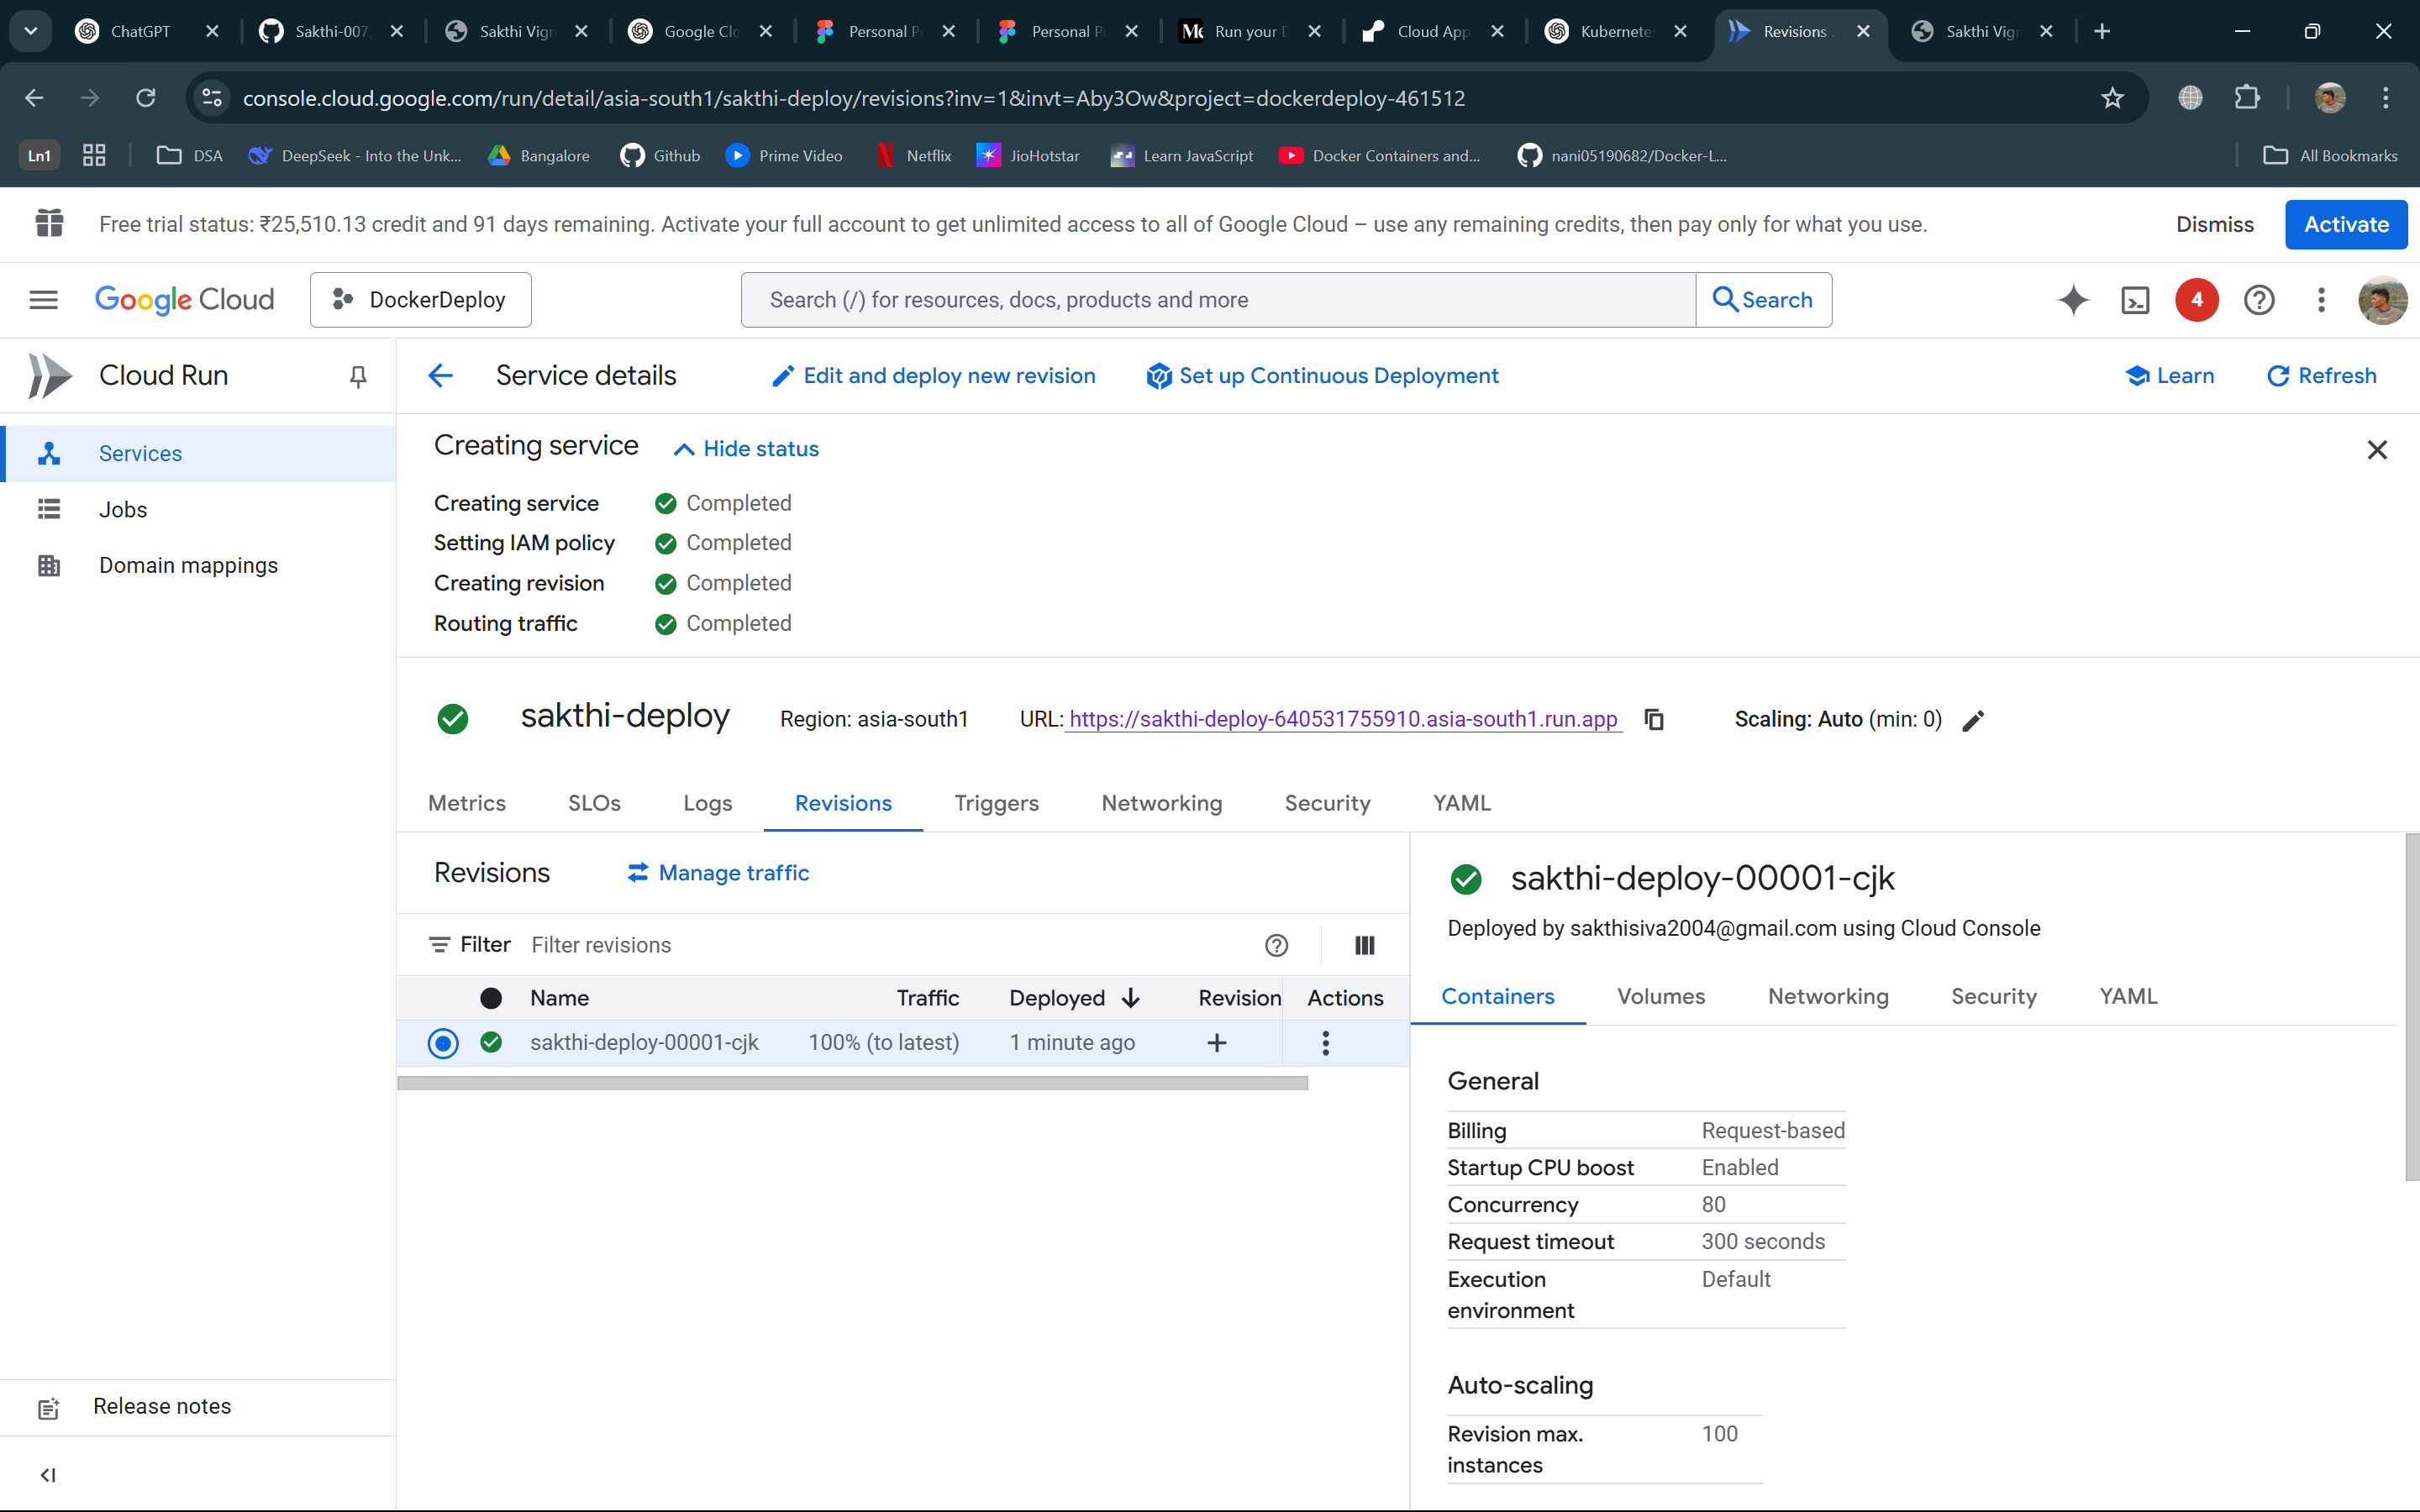 ChatGPT
Sakthi-007
Sakthi Vign
Google Clo
Personal P
Personal P
Run your D
Cloud App
Kubernetes
Revisions
Sakthi Vign
console.cloud.google.com/run/detail/asia-south1/sakthi-deploy/revisions?inv=1&invt=Aby3Ow&project=dockerdeploy-461512
Ln1
DSA
DeepSeek - Into the Unk...
Bangalore
Github
Prime Video
Netflix
JioHotstar
Learn JavaScript
Docker Containers and...
nani05190682/Docker-L...
All Bookmarks
Free trial status: ₹25,510.13 credit and 91 days remaining. Activate your full account to get unlimited access to all of Google Cloud – use any remaining credits, then pay only for what you use.
Dismiss
Activate
Google Cloud
DockerDeploy
Search (/) for resources, docs, products and more
Search
4
Cloud Run
Services
Jobs
Domain mappings
Release notes
Service details
Edit and deploy new revision
Set up Continuous Deployment
Learn
Refresh
Creating service
Hide status
Creating service Completed
Setting IAM policy Completed
Creating revision Completed
Routing traffic Completed
sakthi-deploy
Region: asia-south1
URL: https://sakthi-deploy-640531755910.asia-south1.run.app
Scaling: Auto (min: 0)
Metrics
SLOs
Logs
Revisions
Triggers
Networking
Security
YAML
Revisions
Manage traffic
Filter
Filter revisions
Name Traffic Deployed Revision Actions
sakthi-deploy-00001-cjk 100% (to latest) 1 minute ago
sakthi-deploy-00001-cjk
Deployed by sakthisiva2004@gmail.com using Cloud Console
Containers
Volumes
Networking
Security
YAML
General
Billing Request-based
Startup CPU boost Enabled
Concurrency 80
Request timeout 300 seconds
Execution Default
environment
Auto-scaling
Revision max. 100
instances